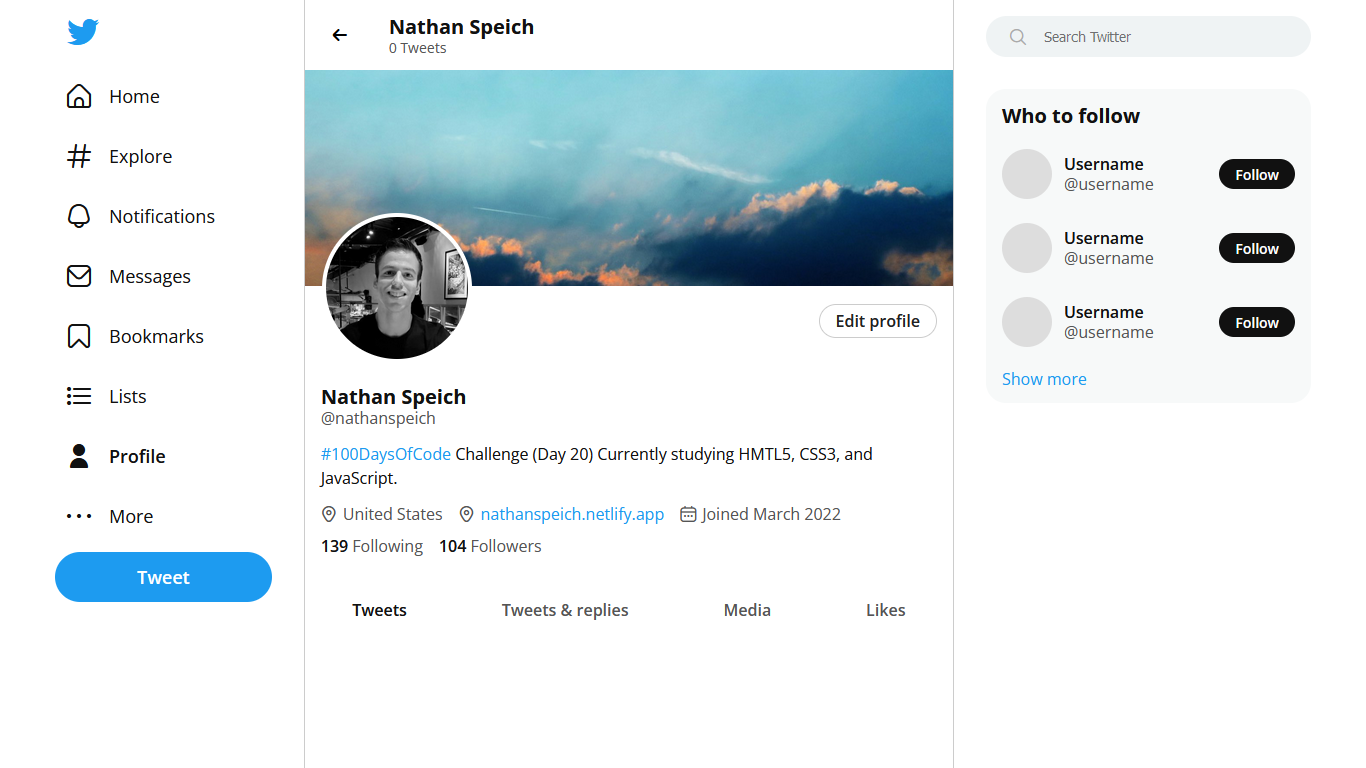 Home
Explore
Notifications
Messages
Bookmarks
Lists
Profile
More
Tweet
Nathan Speich
0 Tweets
Edit profile
Nathan Speich
@nathanspeich
#100DaysOfCode Challenge (Day 20) Currently studying HMTL5, CSS3, and
JavaScript.
United States nathanspeich.netlify.app Joined March 2022
139 Following 104 Followers
Tweets Tweets & replies Media Likes
Search Twitter
Who to follow
Username
@username
Follow
Username
@username
Follow
Username
@username
Follow
Show more